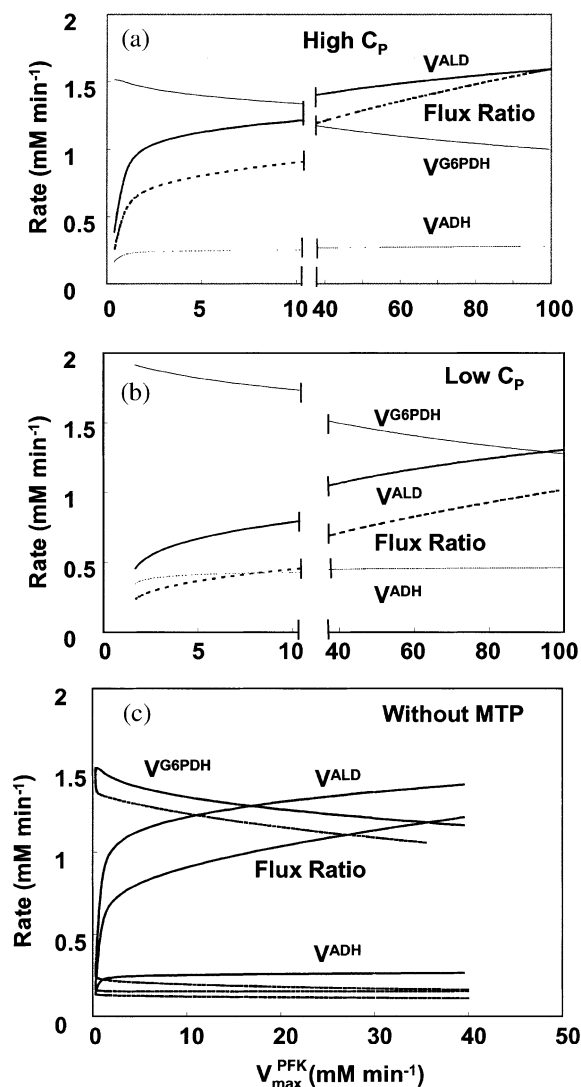 (a)
High C_P
2
1.5
1
0.5
0
Rate (mM min⁻¹)
V^ALD
Flux Ratio
V^G6PDH
V^ADH
0 5 10 40 60 80 100
(b)
Low C_P
2
1.5
1
0.5
0
Rate (mM min⁻¹)
V^G6PDH
V^ALD
Flux Ratio
V^ADH
0 5 10 40 60 80 100
(c)
Without MTP
2
1.5
1
0.5
0
Rate (mM min⁻¹)
V^G6PDH
V^ALD
Flux Ratio
V^ADH
0 10 20 30 40 50
V_max^PFK (mM min⁻¹)